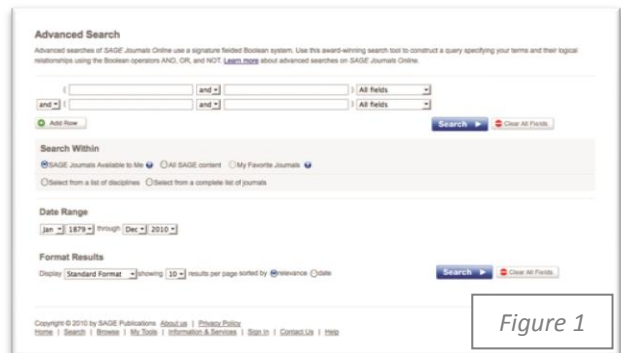 Advanced Search
Advanced searches of SAGE Journals Online use a signature fielded Boolean system. Use this award-winning search tool to construct a query specifying your terms and their logical
relationships using the Boolean operators AND, OR, and NOT. Learn more about advanced searches on SAGE Journals Online.
( and ) All fields
and ( and ) All fields
Add Row Search Clear All Fields
Search Within
SAGE Journals Available to Me All SAGE content My Favorite Journals
Select from a list of disciplines Select from a complete list of journals
Date Range
Jan 1879 through Dec 2010
Format Results
Display Standard Format showing 10 results per page sorted by relevance date Search Clear All Fields
Copyright © 2010 by SAGE Publications About us | Privacy Policy
Home | Search | Browse | My Tools | Information & Services | Sign In | Contact Us | Help
Figure 1